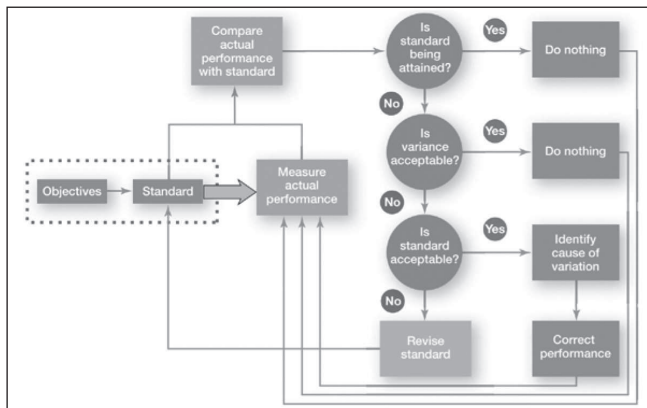 Compare
actual
performance
with standard
Is
standard
being
attained?
Yes
Do nothing
No
Is
variance
acceptable?
Yes
Do nothing
Objectives
Standard
Measure
actual
performance
No
Is
standard
acceptable?
Yes
Identify
cause of
variation
No
Revise
standard
Correct
performance